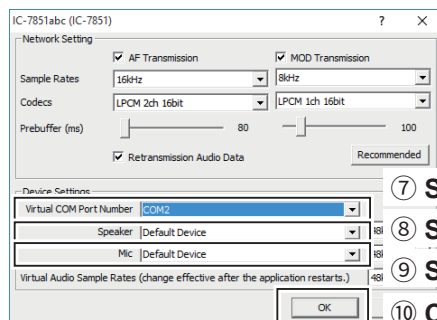 IC-7851abc (IC-7851) ? ×
Network Setting
AF Transmission MOD Transmission
Sample Rates 16kHz 8kHz
Codecs LPCM 2ch 16bit LPCM 1ch 16bit
Prebuffer (ms) 80 100
Retransmission Audio Data Recommended
Device Settings
Virtual COM Port Number COM2 ⑦ S
Speaker Default Device 48 ⑧ S
Mic Default Device 48 ⑨ S
Virtual Audio Sample Rates (change effective after the application restarts.) 48
OK ⑩